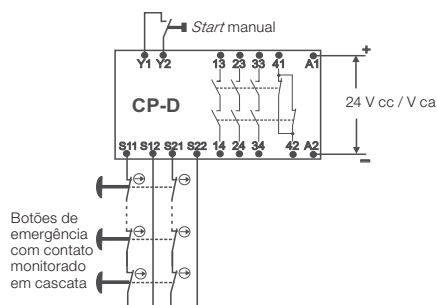 Start manual
Y1 Y2 13 23 33 41 A1
+
CP-D
24 V cc / V ca
S11 S12 S21 S22 14 24 34 42 A2
–
Botões de
emergência
com contato
monitorado
em cascata